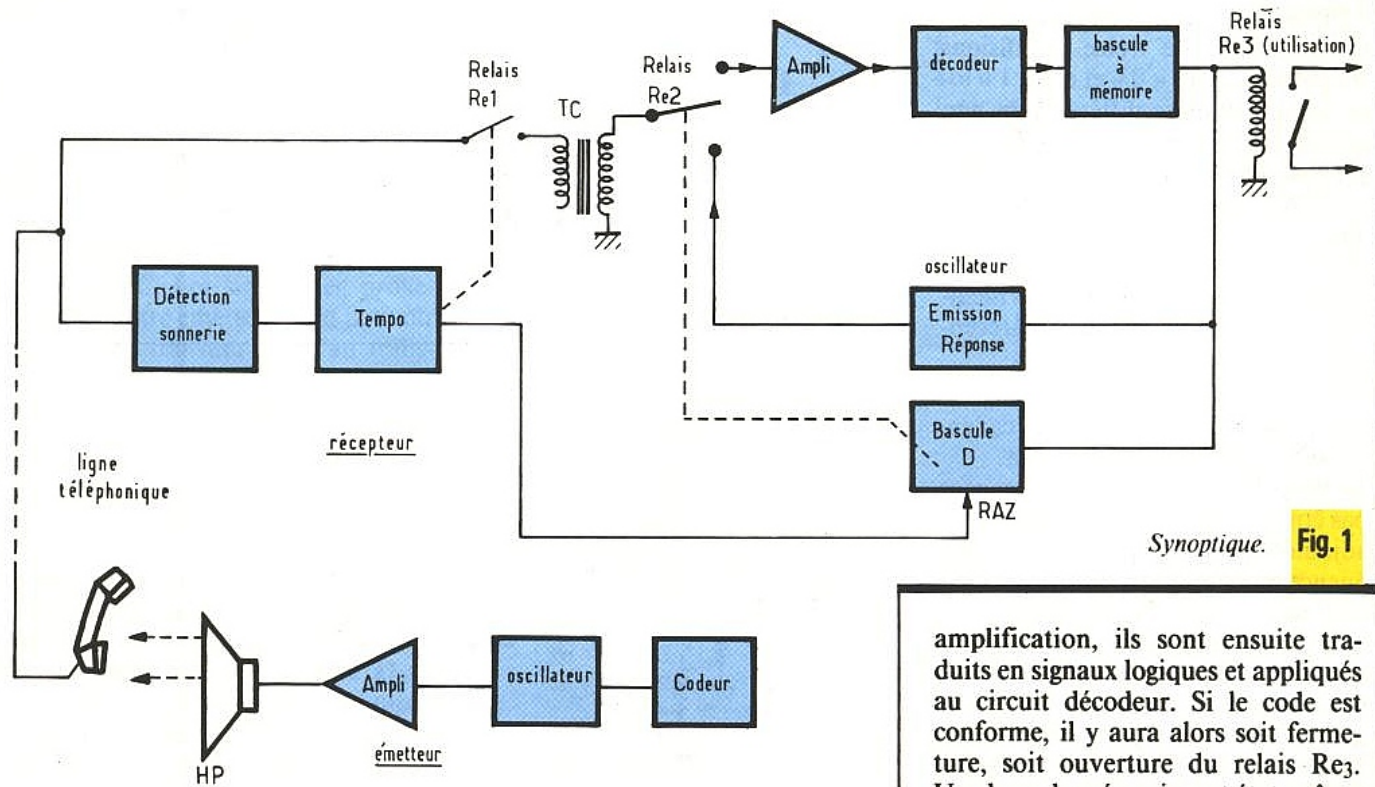 Relais
Re1
TC
Relais
Re2
Ampli
décodeur
bascule
à
mémoire
Relais
Re3 (utilisation)
Détection
sonnerie
Tempo
oscillateur
Emission
Réponse
Bascule
D
RAZ
récepteur
ligne
téléphonique
Synoptique.
Fig. 1
HP
Ampli
émetteur
oscillateur
Codeur
amplification, ils sont ensuite tra-
duits en signaux logiques et appliqués
au circuit décodeur. Si le code est
conforme, il y aura alors soit ferme-
ture, soit ouverture du relais Re3.